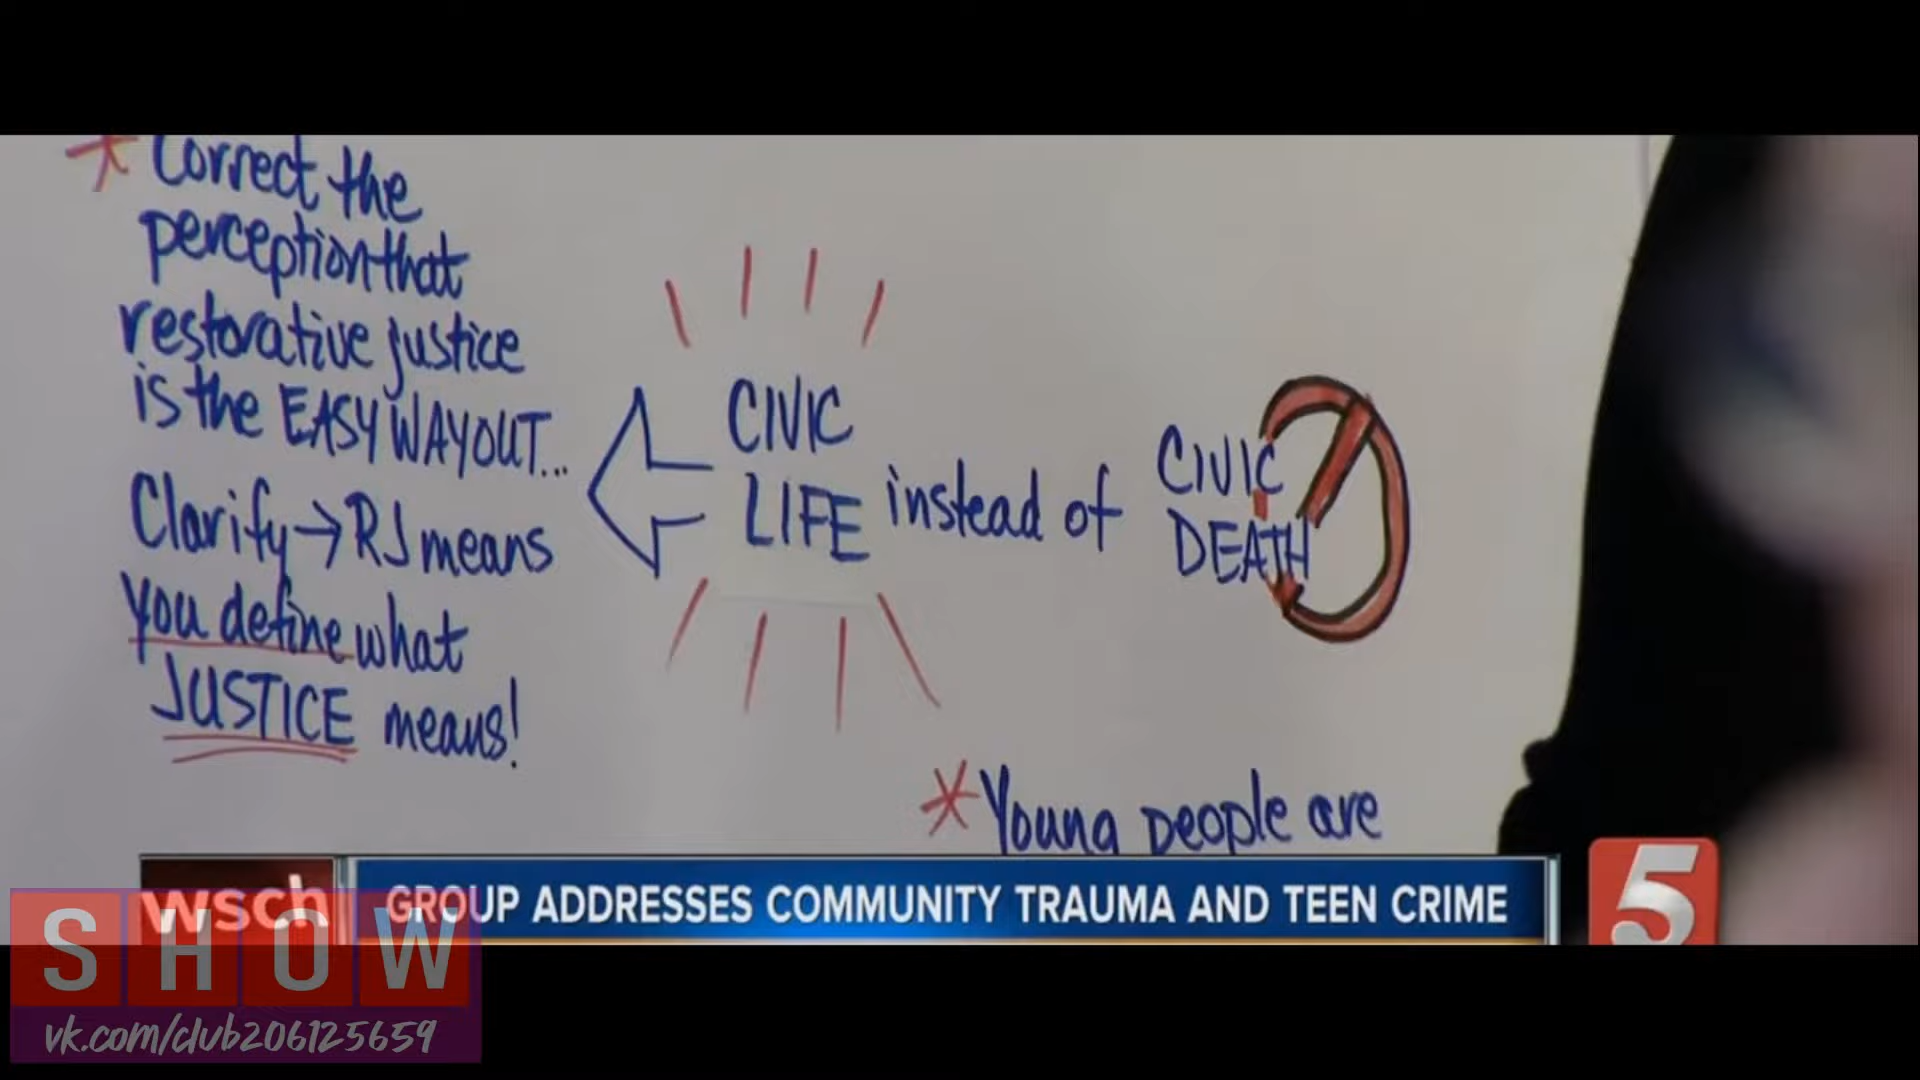 * Correct the
perception that
restorative justice
is the EASY WAY OUT...
Clarify → RJ means
you define what
JUSTICE means!
CIVIC
LIFE instead of
CIVIC
DEATH
* Young people are
wsch
GROUP ADDRESSES COMMUNITY TRAUMA AND TEEN CRIME
5
SHOW
vk.com/club206125659